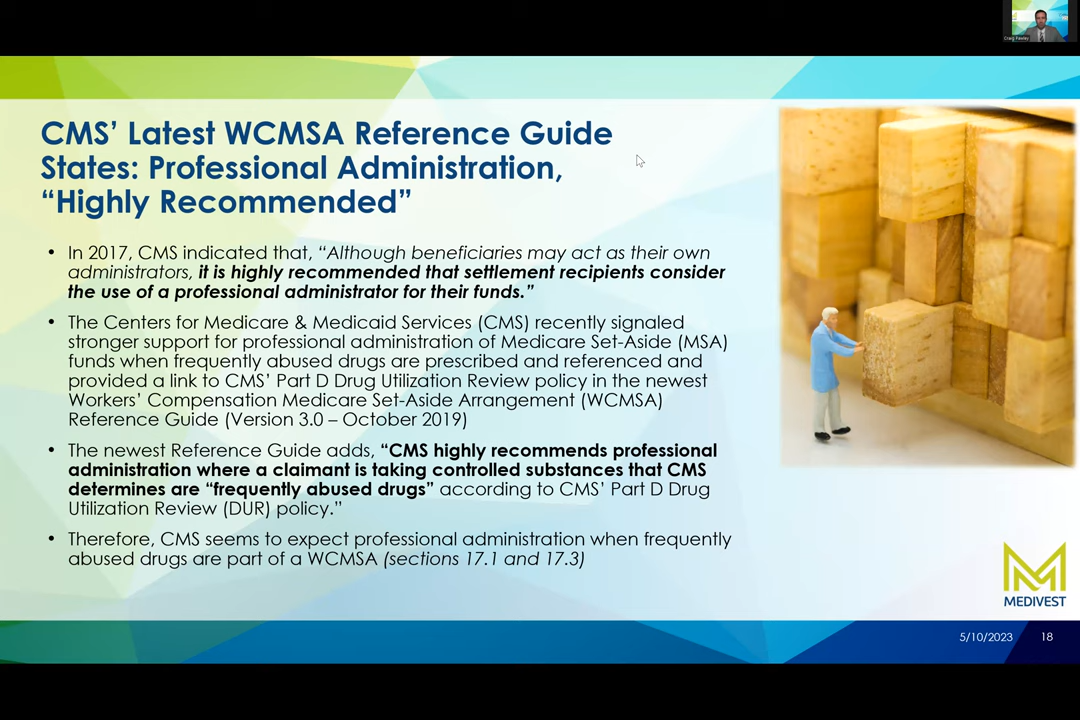 CMS' Latest WCMSA Reference Guide
States: Professional Administration,
“Highly Recommended”
• In 2017, CMS indicated that, “Although beneficiaries may act as their own
administrators, it is highly recommended that settlement recipients consider
the use of a professional administrator for their funds.”
• The Centers for Medicare & Medicaid Services (CMS) recently signaled
stronger support for professional administration of Medicare Set-Aside (MSA)
funds when frequently abused drugs are prescribed and referenced and
provided a link to CMS' Part D Drug Utilization Review policy in the newest
Workers' Compensation Medicare Set-Aside Arrangement (WCMSA)
Reference Guide (Version 3.0 – October 2019)
• The newest Reference Guide adds, “CMS highly recommends professional
administration where a claimant is taking controlled substances that CMS
determines are “frequently abused drugs” according to CMS' Part D Drug
Utilization Review (DUR) policy.”
• Therefore, CMS seems to expect professional administration when frequently
abused drugs are part of a WCMSA (sections 17.1 and 17.3)
MEDIVEST
5/10/2023 18